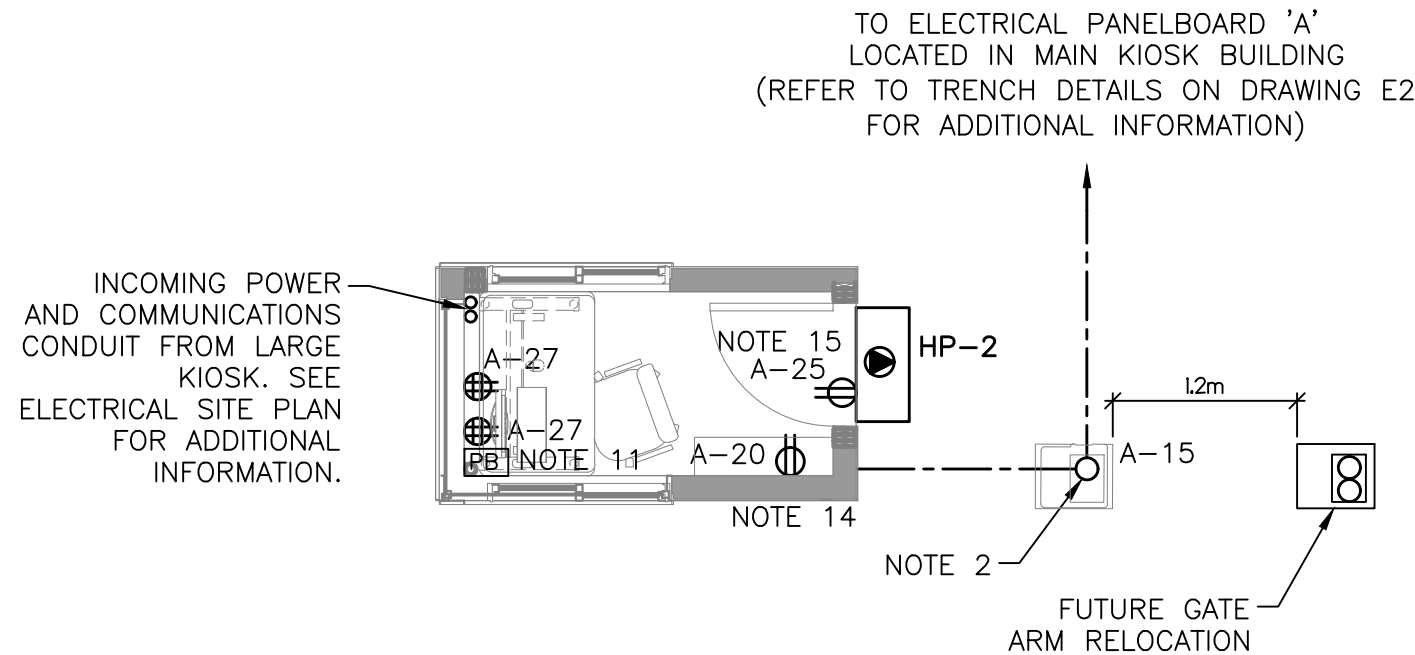 TO ELECTRICAL PANELBOARD 'A'
LOCATED IN MAIN KIOSK BUILDING
(REFER TO TRENCH DETAILS ON DRAWING E2
FOR ADDITIONAL INFORMATION)
INCOMING POWER
AND COMMUNICATIONS
CONDUIT FROM LARGE
KIOSK. SEE
ELECTRICAL SITE PLAN
FOR ADDITIONAL
INFORMATION.
A-27
A-27
PB NOTE 11
NOTE 15
A-25
HP-2
A-20
NOTE 14
1.2m
A-15
NOTE 2
FUTURE GATE
ARM RELOCATION